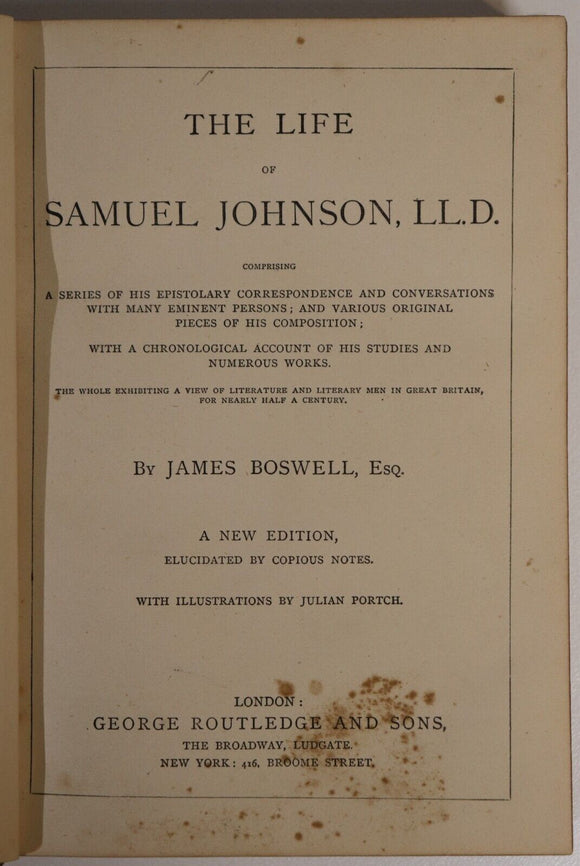 THE LIFE
OF
SAMUEL JOHNSON, LL.D.
COMPRISING
A SERIES OF HIS EPISTOLARY CORRESPONDENCE AND CONVERSATIONS
WITH MANY EMINENT PERSONS; AND VARIOUS ORIGINAL
PIECES OF HIS COMPOSITION;
WITH A CHRONOLOGICAL ACCOUNT OF HIS STUDIES AND
NUMEROUS WORKS.
THE WHOLE EXHIBITING A VIEW OF LITERATURE AND LITERARY MEN IN GREAT BRITAIN,
FOR NEARLY HALF A CENTURY.
BY JAMES BOSWELL, ESQ.
A NEW EDITION,
ELUCIDATED BY COPIOUS NOTES.
WITH ILLUSTRATIONS BY JULIAN PORTCH.
LONDON:
GEORGE ROUTLEDGE AND SONS,
THE BROADWAY, LUDGATE.
NEW YORK: 416, BROOME STREET.